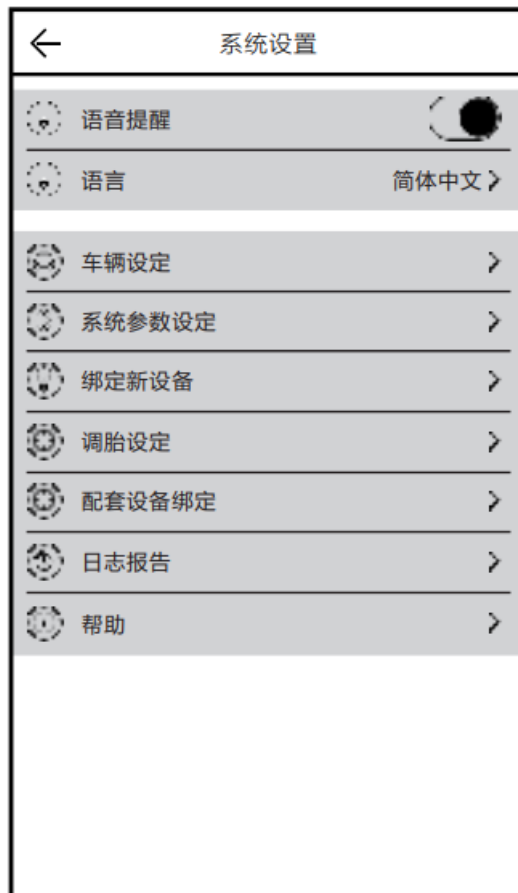 系统设置
语音提醒
语言 简体中文
车辆设定
系统参数设定
绑定新设备
调胎设定
配套设备绑定
日志报告
帮助